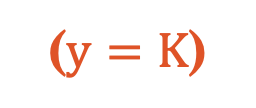 (y = K)